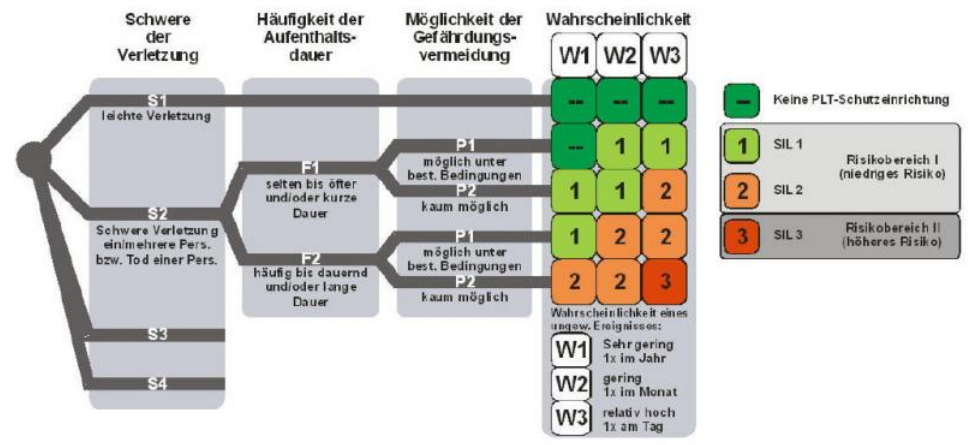 Schwere
der
Verletzung
Häufigkeit der
Aufenthalts-
dauer
Möglichkeit der
Gefährdungs-
vermeidung
Wahrscheinlichkeit
W1 W2 W3
S1
leichte Verletzung
-- -- --
-- Keine PLT-Schutzeinrichtung
P1
möglich unter
best. Bedingungen
-- 1 1
1 SIL 1
F1
selten bis öfter
und/oder kurze
Dauer
P2
kaum möglich
1 1 2
2 SIL 2
Risikobereich I
(niedriges Risiko)
S2
Schwere Verletzung
ein/mehrere Pers.
bzw. Tod einer Pers.
P1
möglich unter
best. Bedingungen
1 2 2
3 SIL 3
Risikobereich II
(höheres Risiko)
F2
häufig bis dauernd
und/oder lange
Dauer
P2
kaum möglich
2 2 3
S3
S4
Wahrscheinlichkeit eines
ungew. Ereignisses:
W1 Sehr gering
1x im Jahr
W2 gering
1x im Monat
W3 relativ hoch
1x am Tag